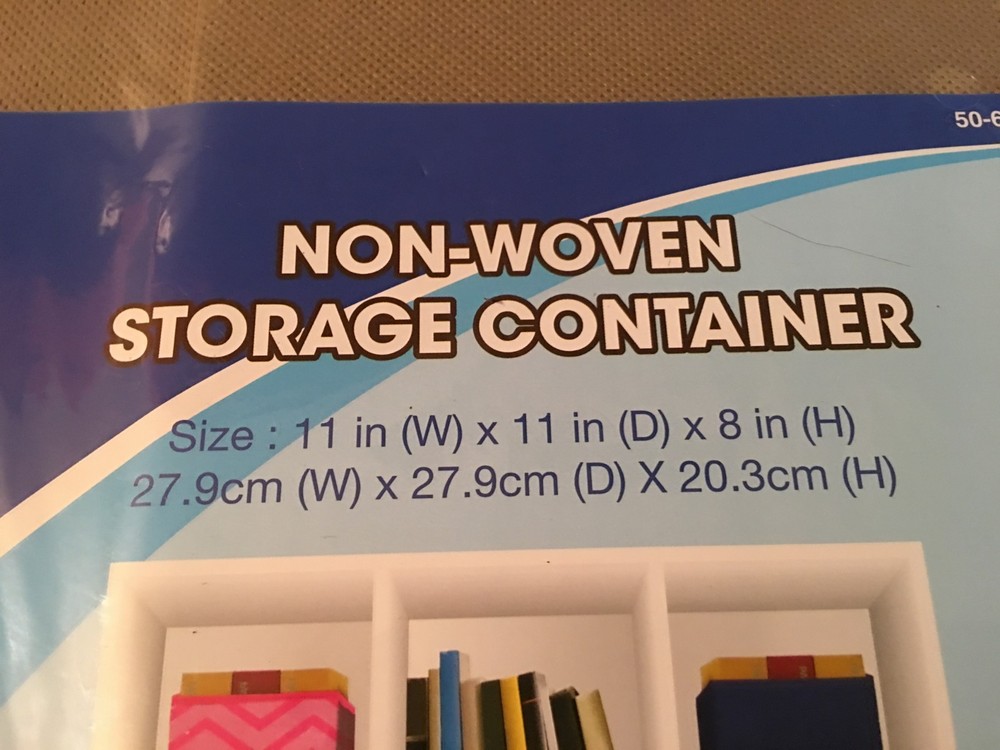 50-6
NON-WOVEN
STORAGE CONTAINER
Size : 11 in (W) x 11 in (D) x 8 in (H)
27.9cm (W) x 27.9cm (D) X 20.3cm (H)